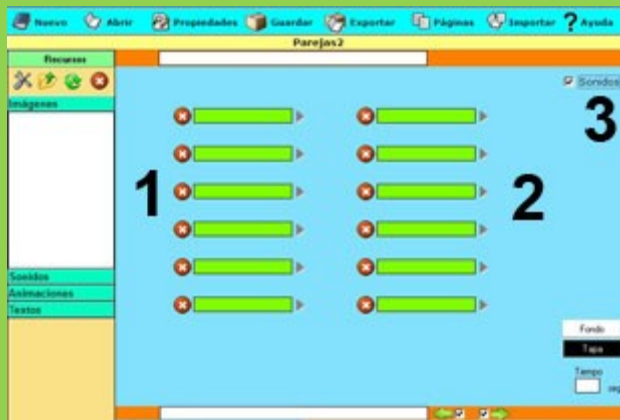 Nuevo Abrir Propiedades Guardar Exportar Páginas Importar ? Ayuda
Parejas2
Recursos
Imágenes
Sonidos
3
1
2
Sonidos
Animaciones
Textos
Fondo
Tapa
Tiempo
seg